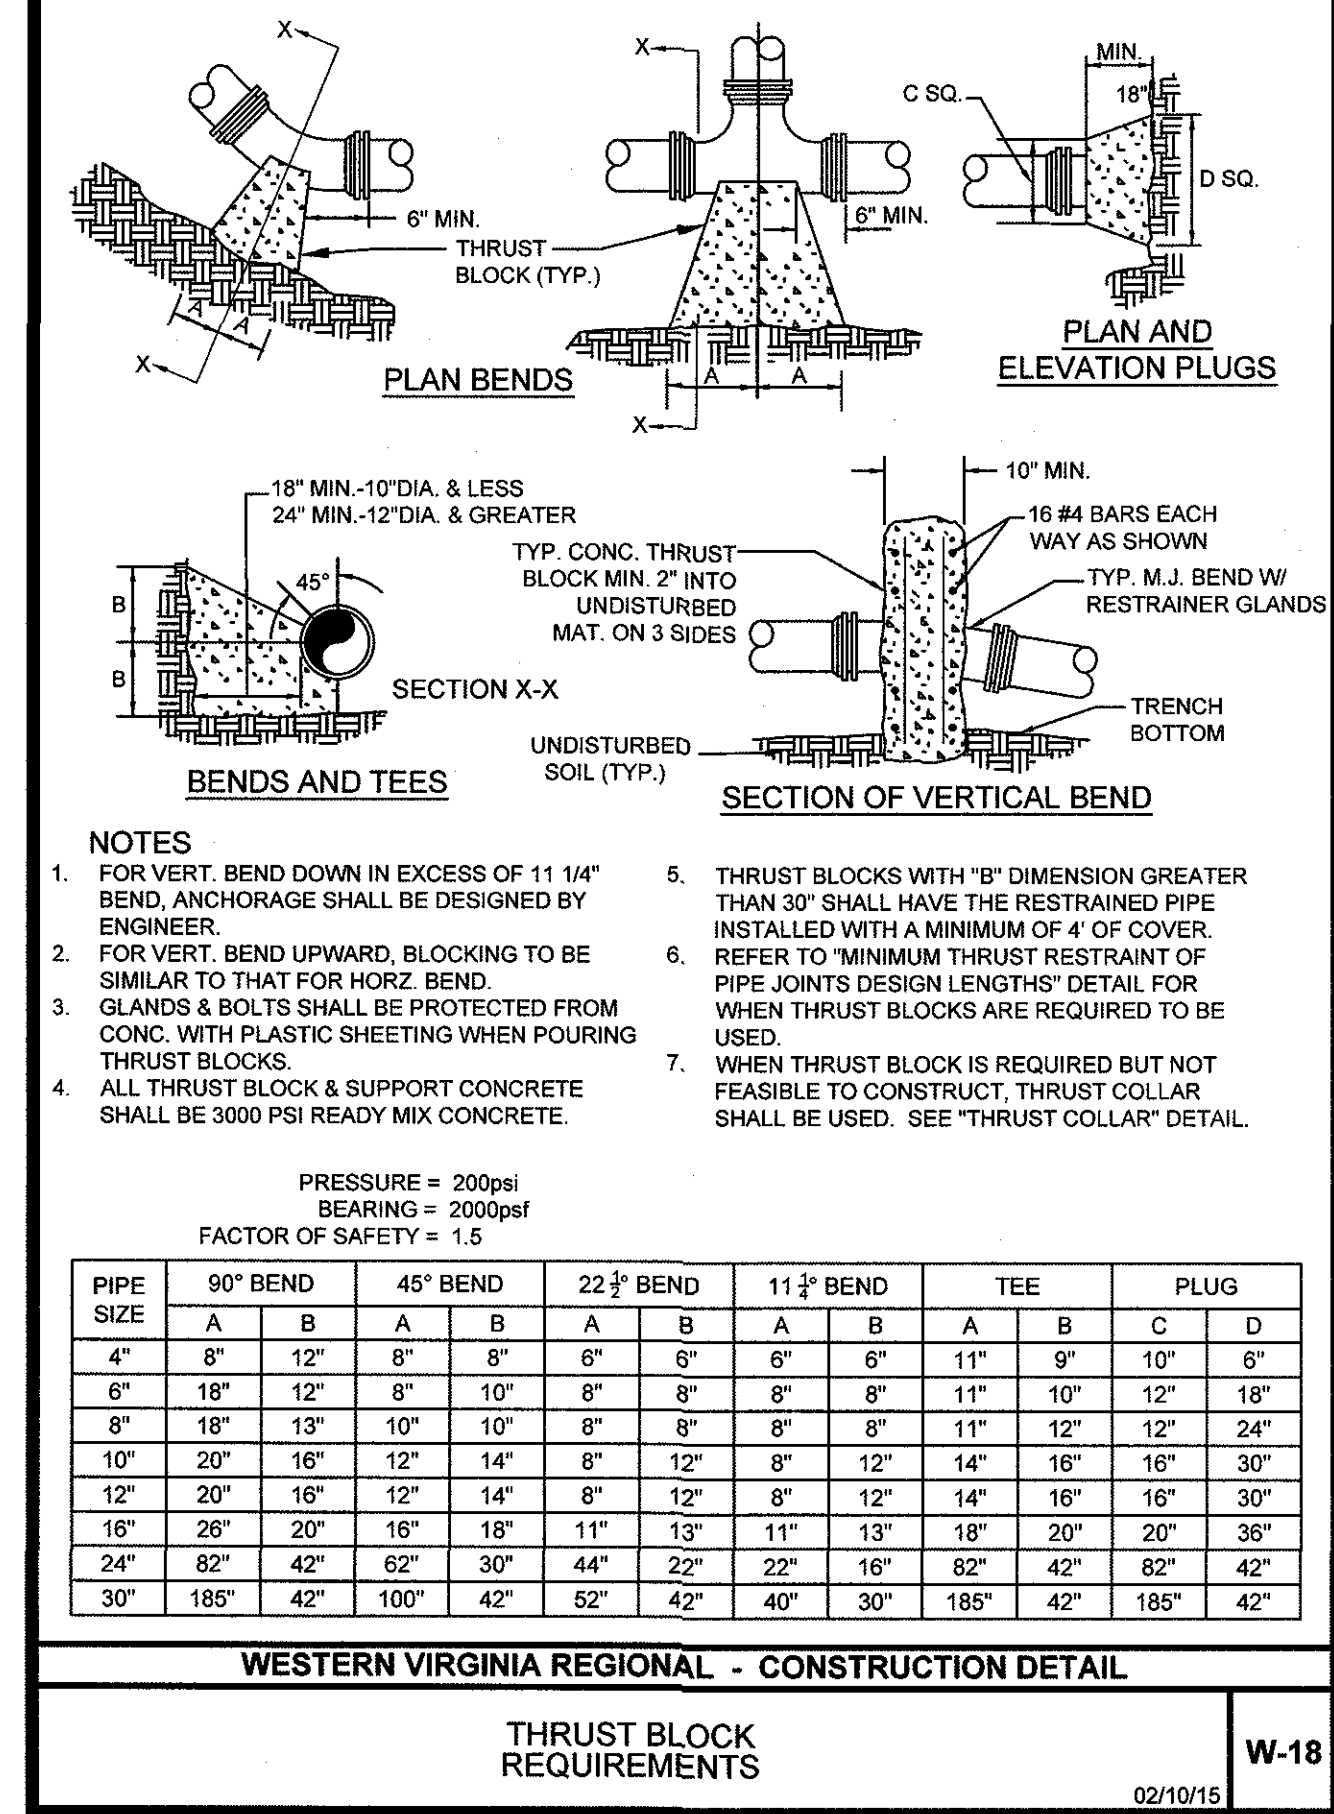 X
6" MIN.
THRUST
BLOCK (TYP.)
A
A
X
PLAN BENDS
X
6" MIN.
A
A
X
MIN.
18"
C SQ.
D SQ.
PLAN AND
ELEVATION PLUGS
18" MIN.-10"DIA. & LESS
24" MIN.-12"DIA. & GREATER
45°
B
B
SECTION X-X
BENDS AND TEES
10" MIN.
16 #4 BARS EACH
WAY AS SHOWN
TYP. CONC. THRUST
BLOCK MIN. 2" INTO
UNDISTURBED
MAT. ON 3 SIDES
TYP. M.J. BEND W/
RESTRAINER GLANDS
TRENCH
BOTTOM
UNDISTURBED
SOIL (TYP.)
SECTION OF VERTICAL BEND
NOTES
1. FOR VERT. BEND DOWN IN EXCESS OF 11 1/4"
BEND, ANCHORAGE SHALL BE DESIGNED BY
ENGINEER.
2. FOR VERT. BEND UPWARD, BLOCKING TO BE
SIMILAR TO THAT FOR HORZ. BEND.
3. GLANDS & BOLTS SHALL BE PROTECTED FROM
CONC. WITH PLASTIC SHEETING WHEN POURING
THRUST BLOCKS.
4. ALL THRUST BLOCK & SUPPORT CONCRETE
SHALL BE 3000 PSI READY MIX CONCRETE.
5. THRUST BLOCKS WITH "B" DIMENSION GREATER
THAN 30" SHALL HAVE THE RESTRAINED PIPE
INSTALLED WITH A MINIMUM OF 4' OF COVER.
6. REFER TO "MINIMUM THRUST RESTRAINT OF
PIPE JOINTS DESIGN LENGTHS" DETAIL FOR
WHEN THRUST BLOCKS ARE REQUIRED TO BE
USED.
7. WHEN THRUST BLOCK IS REQUIRED BUT NOT
FEASIBLE TO CONSTRUCT, THRUST COLLAR
SHALL BE USED. SEE "THRUST COLLAR" DETAIL.
PRESSURE = 200psi
BEARING = 2000psf
FACTOR OF SAFETY = 1.5
PIPE SIZE 90° BEND 45° BEND 22 1/2° BEND 11 1/4° BEND TEE PLUG
A B A B A B A B A B C D
4" 8" 12" 8" 8" 6" 6" 6" 6" 11" 9" 10" 6"
6" 18" 12" 8" 10" 8" 8" 8" 8" 11" 10" 12" 18"
8" 18" 13" 10" 10" 8" 8" 8" 8" 11" 12" 12" 24"
10" 20" 16" 12" 14" 8" 12" 8" 12" 14" 16" 16" 30"
12" 20" 16" 12" 14" 8" 12" 8" 12" 14" 16" 16" 30"
16" 26" 20" 16" 18" 11" 13" 11" 13" 18" 20" 20" 36"
24" 82" 42" 62" 30" 44" 22" 22" 16" 82" 42" 82" 42"
30" 185" 42" 100" 42" 52" 42" 40" 30" 185" 42" 185" 42"
WESTERN VIRGINIA REGIONAL - CONSTRUCTION DETAIL
THRUST BLOCK
REQUIREMENTS
W-18
02/10/15